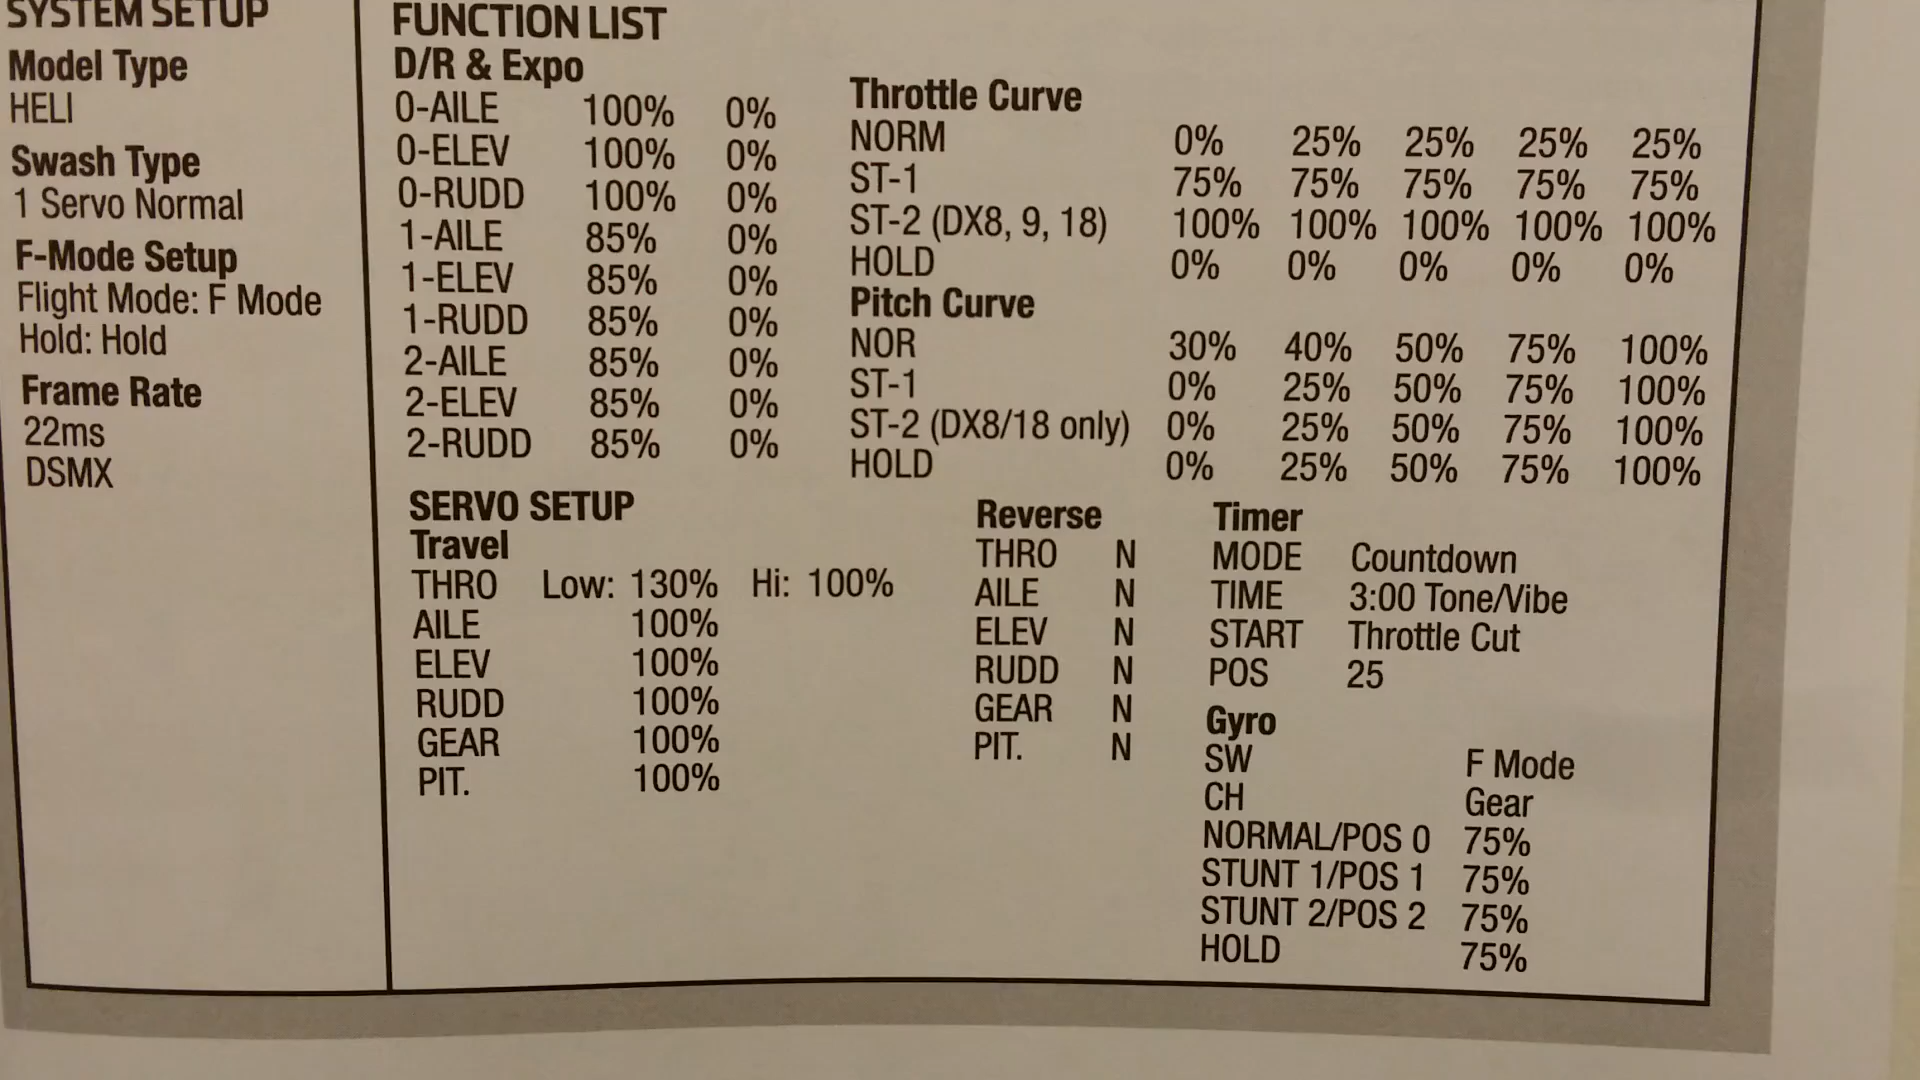 SYSTEM SETUP
Model Type
HELI
Swash Type
1 Servo Normal
F-Mode Setup
Flight Mode: F Mode
Hold: Hold
Frame Rate
22ms
DSMX
FUNCTION LIST
D/R & Expo
0-AILE 100% 0%
0-ELEV 100% 0%
0-RUDD 100% 0%
1-AILE 85% 0%
1-ELEV 85% 0%
1-RUDD 85% 0%
2-AILE 85% 0%
2-ELEV 85% 0%
2-RUDD 85% 0%
Throttle Curve
NORM 0% 25% 25% 25% 25%
ST-1 75% 75% 75% 75% 75%
ST-2 (DX8, 9, 18) 100% 100% 100% 100% 100%
HOLD 0% 0% 0% 0% 0%
Pitch Curve
NOR 30% 40% 50% 75% 100%
ST-1 0% 25% 50% 75% 100%
ST-2 (DX8/18 only) 0% 25% 50% 75% 100%
HOLD 0% 25% 50% 75% 100%
SERVO SETUP
Travel
THRO Low: 130% Hi: 100%
AILE 100%
ELEV 100%
RUDD 100%
GEAR 100%
PIT. 100%
Reverse
THRO N
AILE N
ELEV N
RUDD N
GEAR N
PIT. N
Timer
MODE Countdown
TIME 3:00 Tone/Vibe
START Throttle Cut
POS 25
Gyro
SW F Mode
CH Gear
NORMAL/POS 0 75%
STUNT 1/POS 1 75%
STUNT 2/POS 2 75%
HOLD 75%